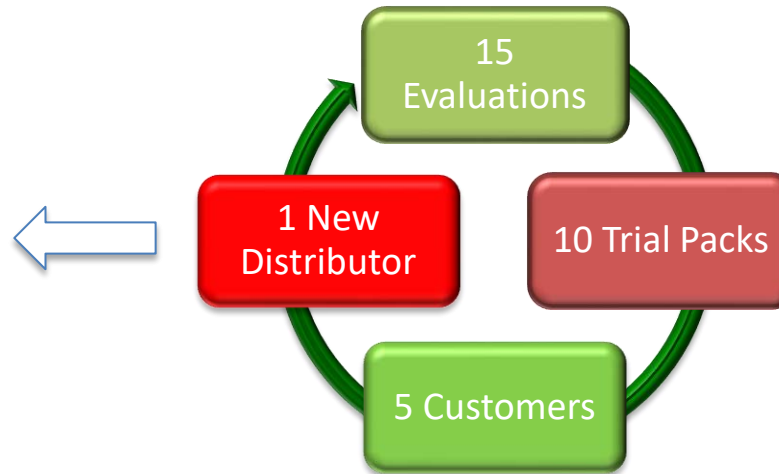 15
Evaluations
10 Trial Packs
5 Customers
1 New
Distributor